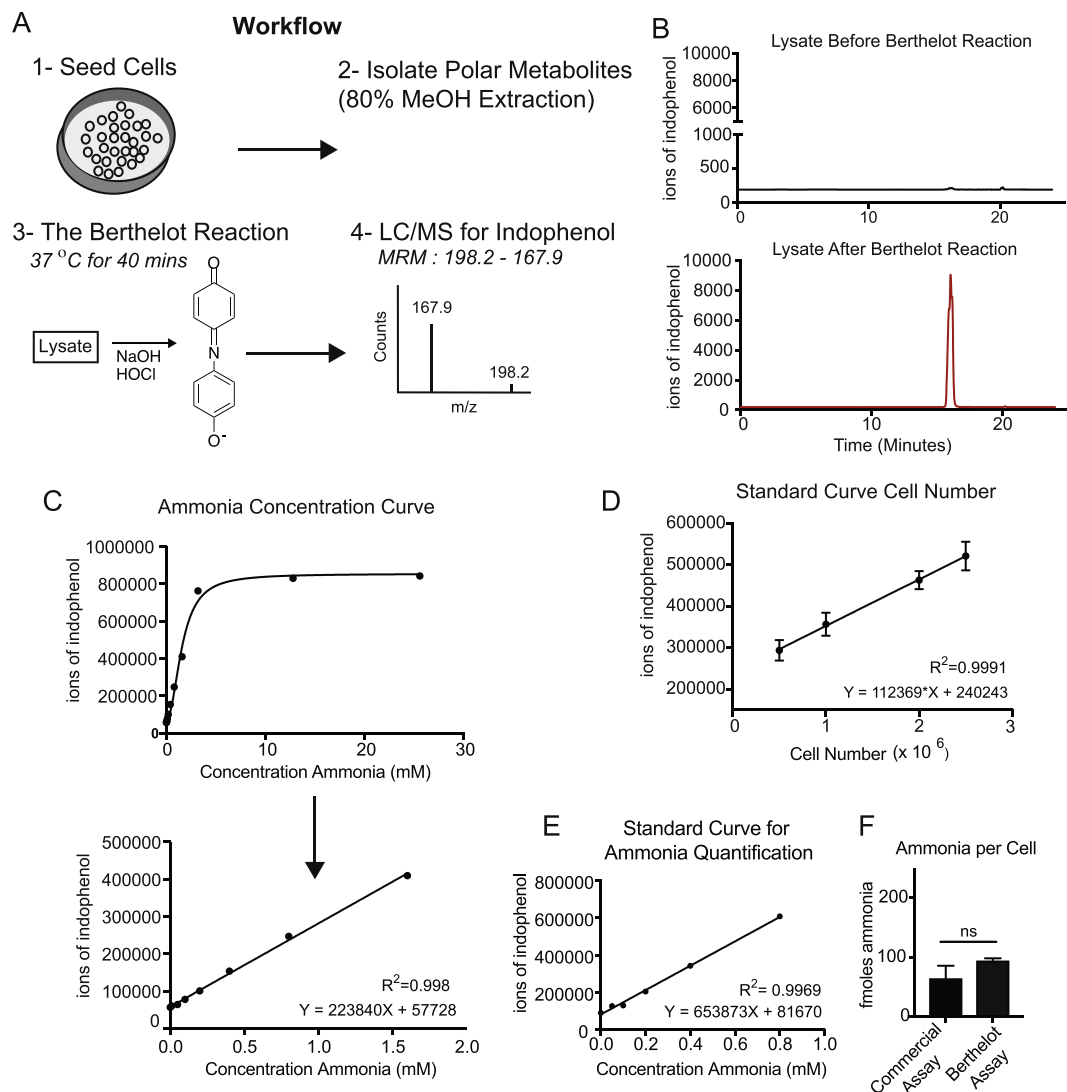 A
Workflow
1- Seed Cells
2- Isolate Polar Metabolites
(80% MeOH Extraction)
3- The Berthelot Reaction
37 °C for 40 mins
Lysate
NaOH
HOCl
O
N
O-
4- LC/MS for Indophenol
MRM : 198.2 - 167.9
Counts
167.9
198.2
m/z
B
Lysate Before Berthelot Reaction
ions of indophenol
10000
8000
6000
1000
500
0
0 10 20
Lysate After Berthelot Reaction
ions of indophenol
10000
8000
6000
4000
2000
0
0 10 20
Time (Minutes)
C
Ammonia Concentration Curve
ions of indophenol
1000000
800000
600000
400000
200000
0
0 10 20 30
Concentration Ammonia (mM)
ions of indophenol
500000
400000
300000
200000
100000
0
R2=0.998
Y = 223840X + 57728
0.0 0.5 1.0 1.5 2.0
Concentration Ammonia (mM)
D
Standard Curve Cell Number
ions of indophenol
600000
500000
400000
300000
200000
R2=0.9991
Y = 112369*X + 240243
0 1 2 3
Cell Number (x 10 6)
E
Standard Curve for
Ammonia Quantification
ions of indophenol
800000
600000
400000
200000
0
R2= 0.9969
Y = 653873X + 81670
0.0 0.2 0.4 0.6 0.8 1.0
Concentration Ammonia (mM)
F
Ammonia per Cell
fmoles ammonia
200
100
0
ns
Commercial
Assay
Berthelot
Assay